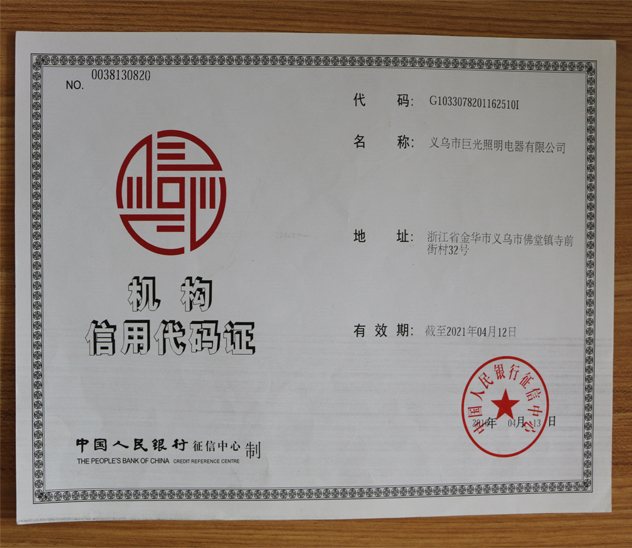 NO. 0038130820
机 构
信用代码证
中国人民银行 征信中心 制
THE PEOPLE'S BANK OF CHINA CREDIT REFERENCE CENTRE
代 码: G1033078201162510I
名 称: 义乌市巨光照明电器有限公司
地 址: 浙江省金华市义乌市佛堂镇寺前
街村32号
有 效 期: 截至2021年04月12日
中国人民银行征信中心
年 04月 13 日